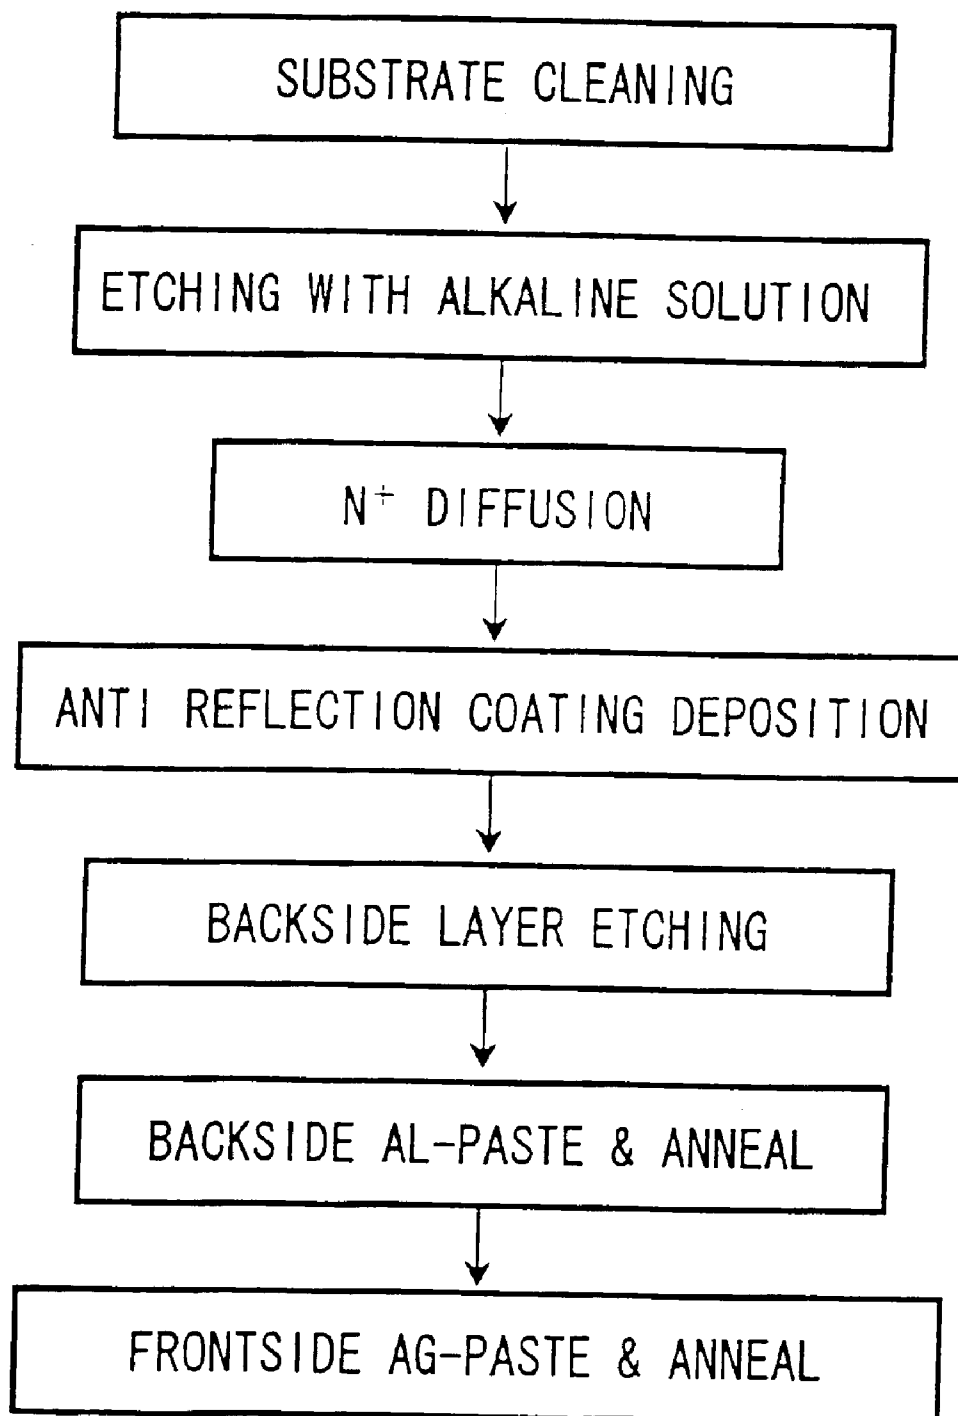 SUBSTRATE CLEANING
ETCHING WITH ALKALINE SOLUTION
N⁺ DIFFUSION
ANTI REFLECTION COATING DEPOSITION
BACKSIDE LAYER ETCHING
BACKSIDE AL-PASTE & ANNEAL
FRONTSIDE AG-PASTE & ANNEAL